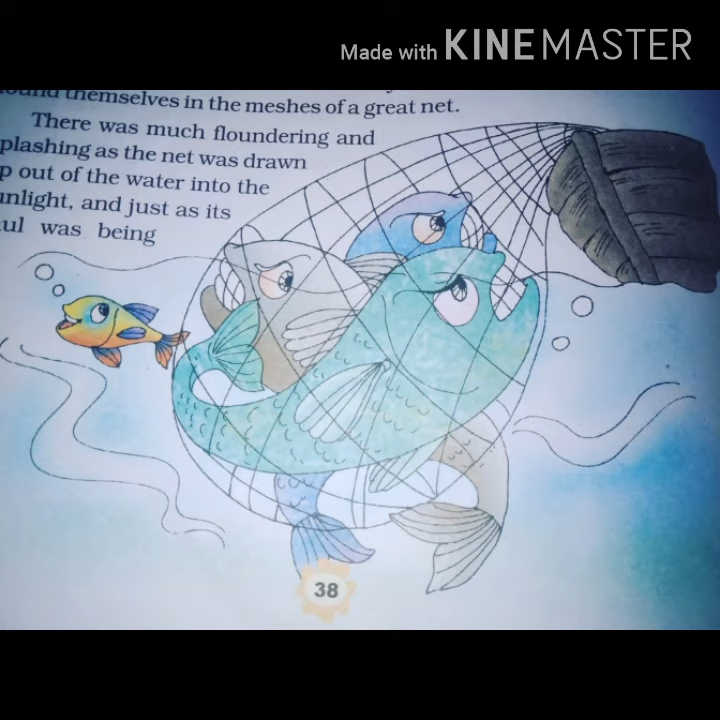 Made with KINEMASTER
themselves in the meshes of a great net.
There was much floundering and
plashing as the net was drawn
p out of the water into the
nlight, and just as its
ul was being
38